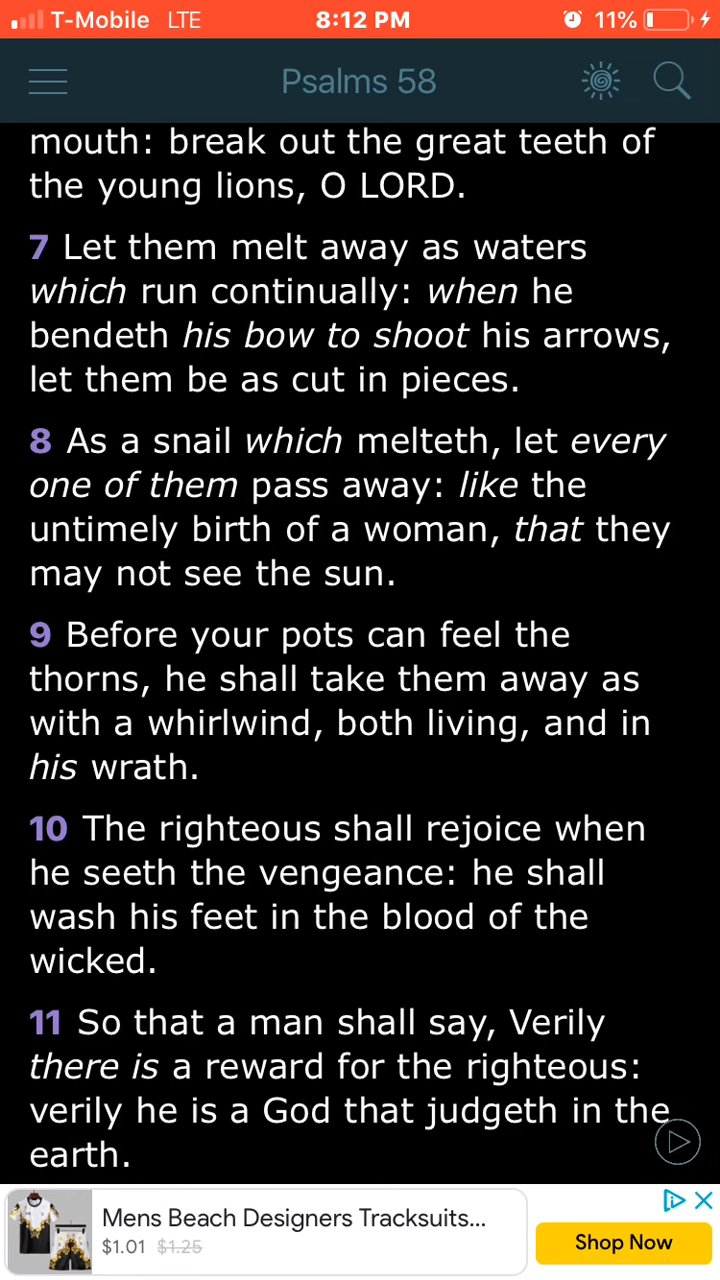 T-Mobile LTE 8:12 PM 11%
Psalms 58
mouth: break out the great teeth of
the young lions, O LORD.
7 Let them melt away as waters
which run continually: when he
bendeth his bow to shoot his arrows,
let them be as cut in pieces.
8 As a snail which melteth, let every
one of them pass away: like the
untimely birth of a woman, that they
may not see the sun.
9 Before your pots can feel the
thorns, he shall take them away as
with a whirlwind, both living, and in
his wrath.
10 The righteous shall rejoice when
he seeth the vengeance: he shall
wash his feet in the blood of the
wicked.
11 So that a man shall say, Verily
there is a reward for the righteous:
verily he is a God that judgeth in the
earth.
Mens Beach Designers Tracksuits...
$1.01 $1.25
Shop Now